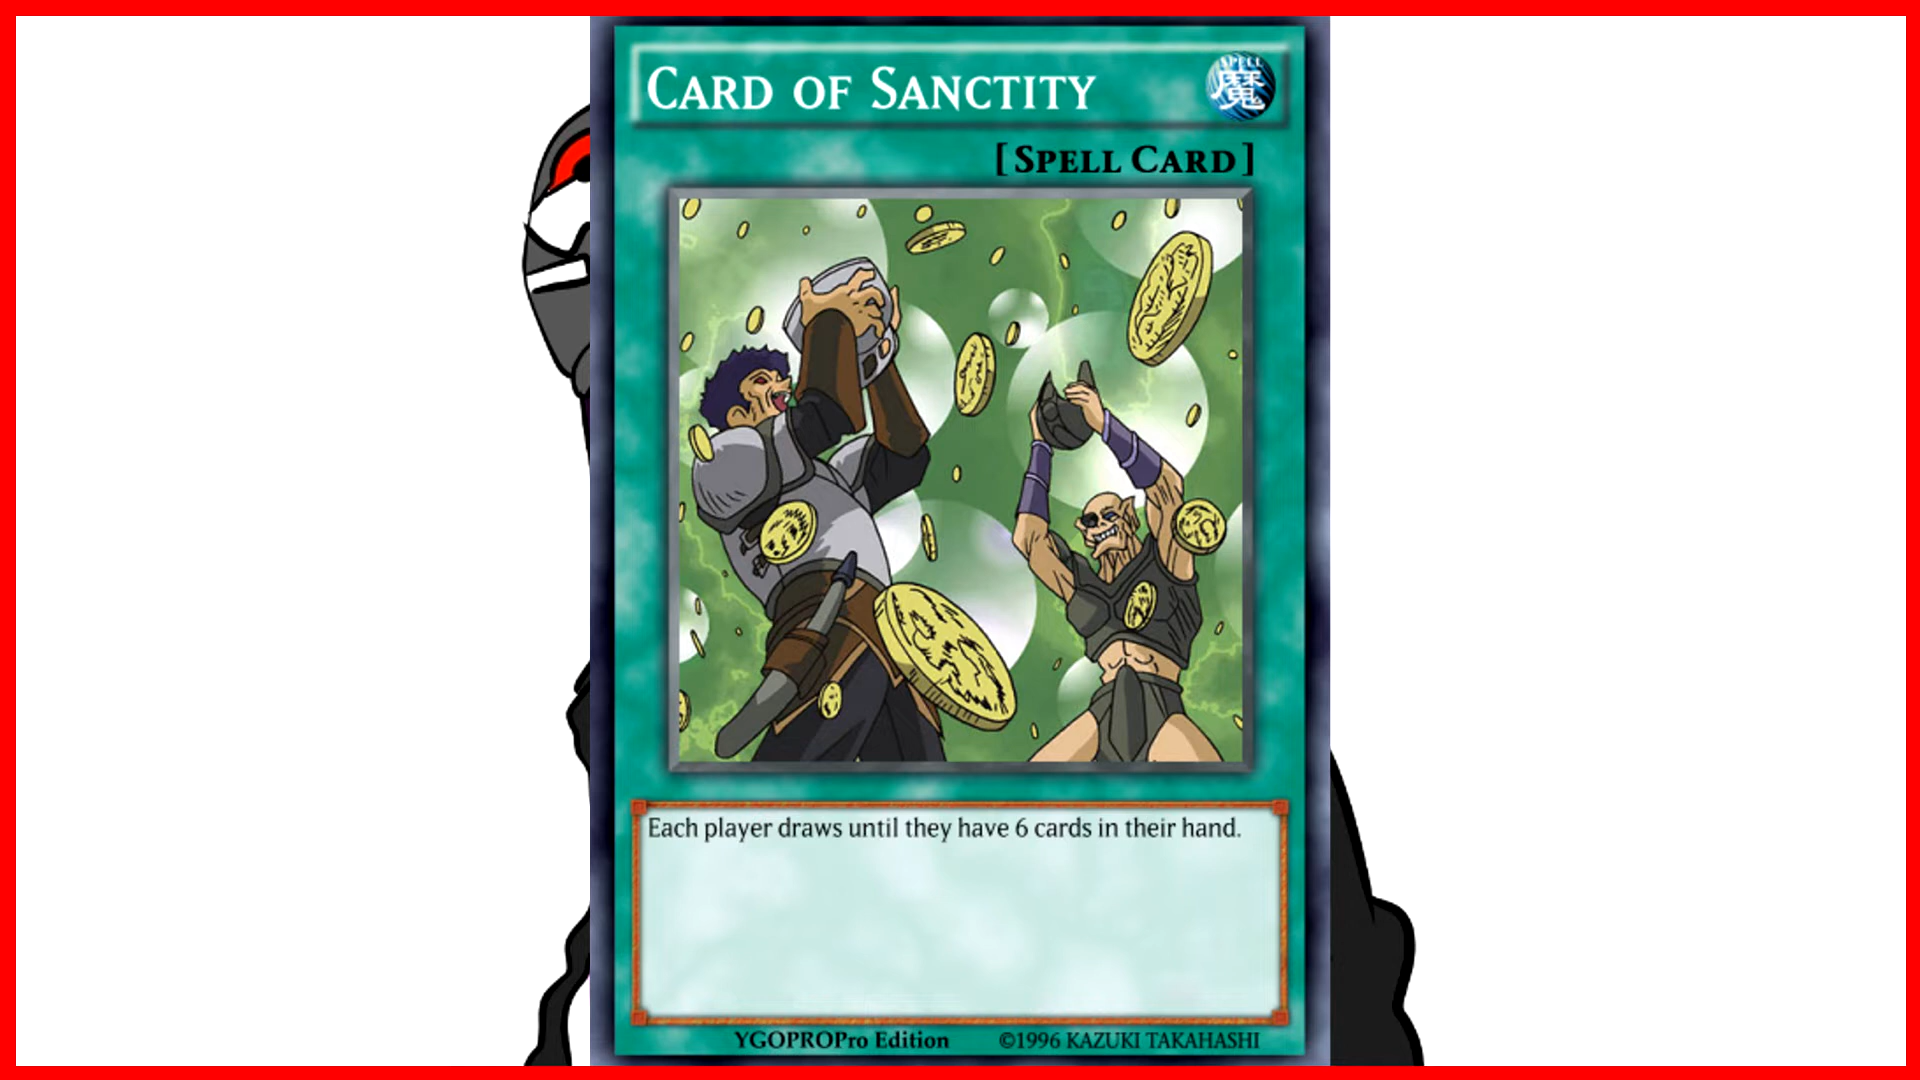 CARD OF SANCTITY
SPELL
魔
[SPELL CARD]
Each player draws until they have 6 cards in their hand.
YGOPROPro Edition
©1996 KAZUKI TAKAHASHI